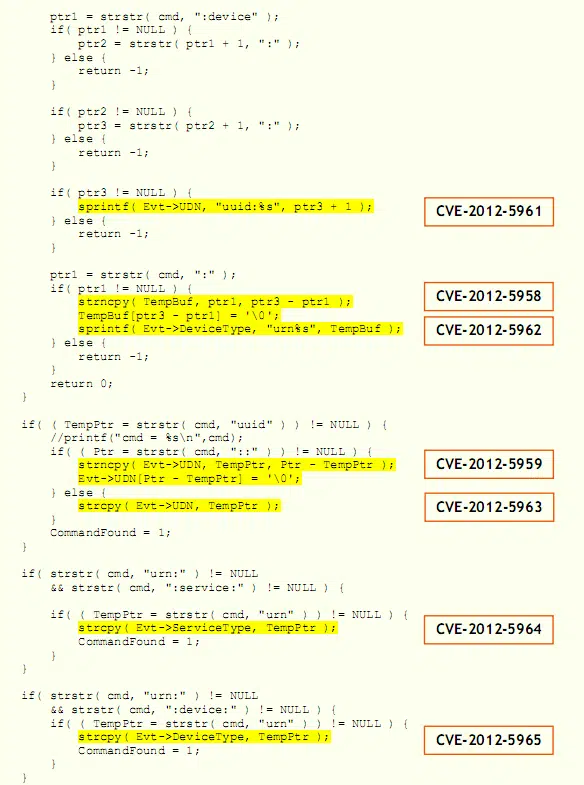 ptr1 = strstr( cmd, ":device" );
if( ptr1 != NULL ) {
ptr2 = strstr( ptr1 + 1, ":" );
} else {
return -1;
}
if( ptr2 != NULL ) {
ptr3 = strstr( ptr2 + 1, ":" );
} else {
return -1;
}
if( ptr3 != NULL ) {
sprintf( Evt->UDN, "uuid:%s", ptr3 + 1 ); CVE-2012-5961
} else {
return -1;
}
ptr1 = strstr( cmd, ":" );
if( ptr1 != NULL ) {
strncpy( TempBuf, ptr1, ptr3 - ptr1 ); CVE-2012-5958
TempBuf[ptr3 - ptr1] = '\0';
sprintf( Evt->DeviceType, "urn%s", TempBuf ); CVE-2012-5962
} else {
return -1;
}
return 0;
}
if( ( TempPtr = strstr( cmd, "uuid" ) ) != NULL ) {
//printf("cmd = %s\n",cmd);
if( ( Ptr = strstr( cmd, "::" ) ) != NULL ) {
strncpy( Evt->UDN, TempPtr, Ptr - TempPtr ); CVE-2012-5959
Evt->UDN[Ptr - TempPtr] = '\0';
} else {
strcpy( Evt->UDN, TempPtr ); CVE-2012-5963
}
CommandFound = 1;
}
if( strstr( cmd, "urn:" ) != NULL
&& strstr( cmd, ":service:" ) != NULL ) {
if( ( TempPtr = strstr( cmd, "urn" ) ) != NULL ) {
strcpy( Evt->ServiceType, TempPtr ); CVE-2012-5964
CommandFound = 1;
}
}
if( strstr( cmd, "urn:" ) != NULL
&& strstr( cmd, ":device:" ) != NULL ) {
if( ( TempPtr = strstr( cmd, "urn" ) ) != NULL ) {
strcpy( Evt->DeviceType, TempPtr ); CVE-2012-5965
CommandFound = 1;
}
}